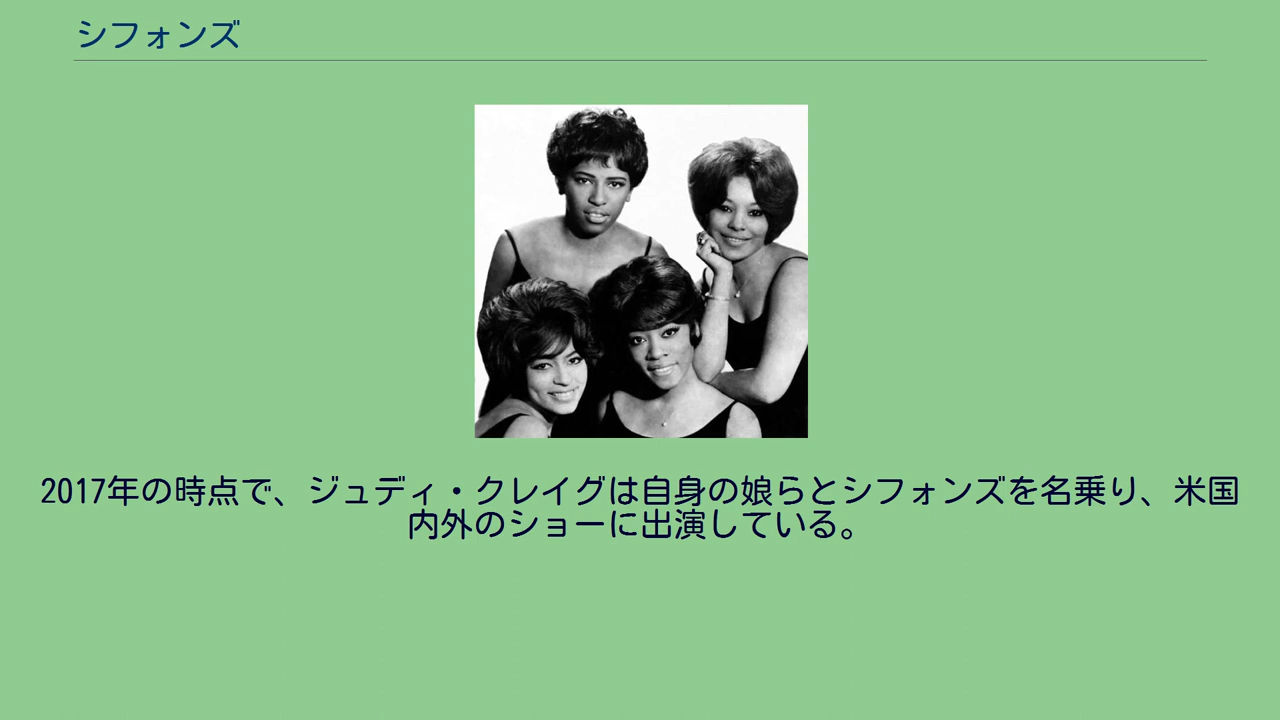 シフォンズ
2017年の時点で、ジュディ・クレイグは自身の娘らとシフォンズを名乗り、米国
内外のショーに出演している。